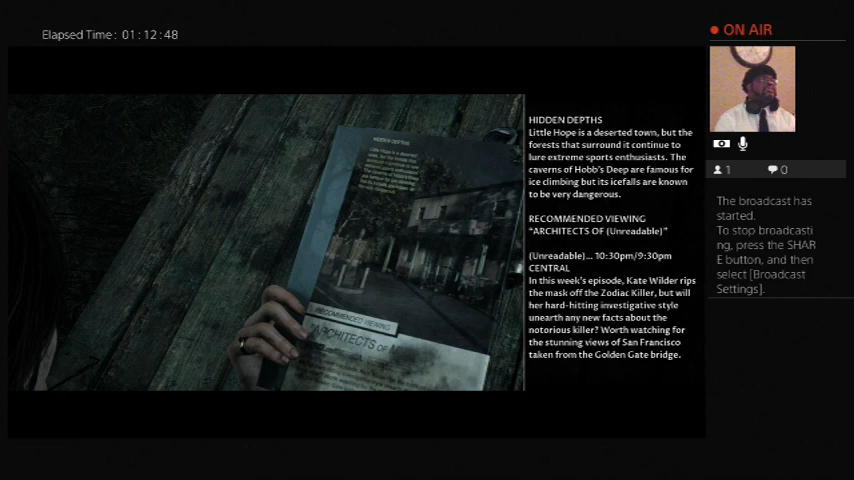 Elapsed Time: 01:12:48
ON AIR
HIDDEN DEPTHS
Little Hope is a deserted town, but the
forests that surround it continue to
lure extreme sports enthusiasts. The
caverns of Hobb's Deep are famous for
ice climbing but its icefalls are known
to be very dangerous.
RECOMMENDED VIEWING
"ARCHITECTS OF (Unreadable)"
(Unreadable)... 10:30pm/9:30pm
CENTRAL
In this week's episode, Kate Wilder rips
the mask off the Zodiac Killer, but will
her hard-hitting investigative style
unearth any new facts about the
notorious killer? Worth watching for
the stunning views of San Francisco
taken from the Golden Gate bridge.
HIDDEN DEPTHS
RECOMMENDED VIEWING
"ARCHITECTS OF
1
0
The broadcast has
started.
To stop broadcasti
ng, press the SHAR
E button, and then
select [Broadcast
Settings].